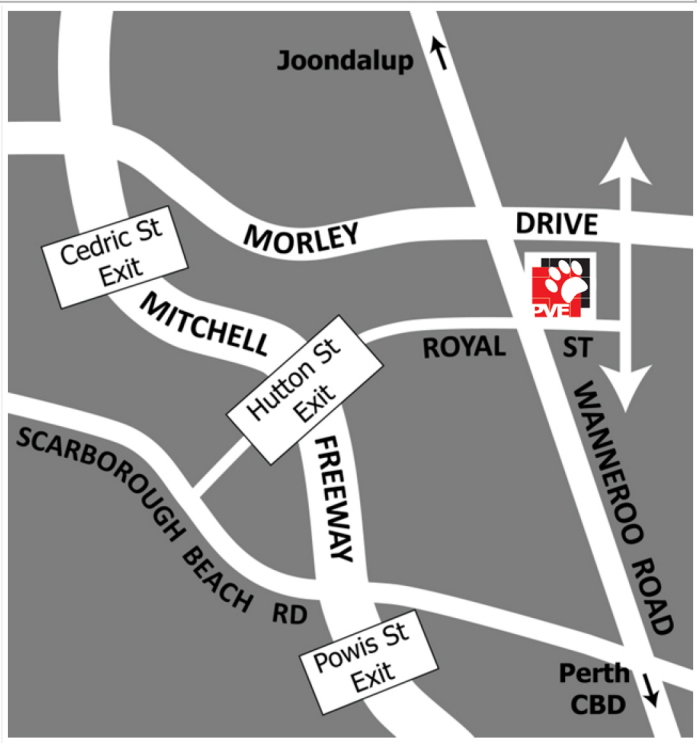 Joondalup
MORLEY DRIVE
Cedric St
Exit
PVE
MITCHELL
FREEWAY
Hutton St
Exit
ROYAL ST
WANNEROO ROAD
SCARBOROUGH BEACH RD
Powis St
Exit
Perth
CBD